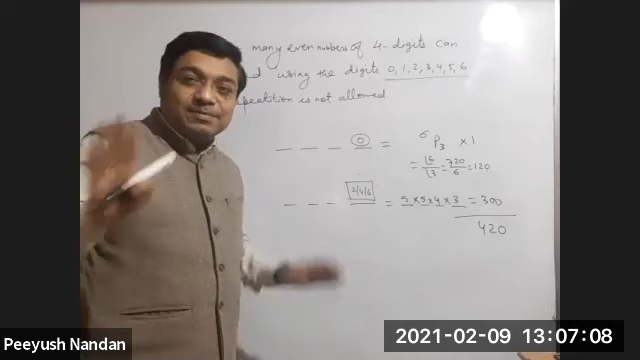 many even numbers of 4-digits can
d using the digits 0, 1, 2, 3, 4, 5, 6
repetition is not allowed.
_ _ _ 0 = ⁶P₃ × 1
= 6/3 = 720/6 = 120
_ _ _ 2/4/6 = 5 × 5 × 4 × 3 = 300
420
Peeyush Nandan
2021-02-09 13:07:08